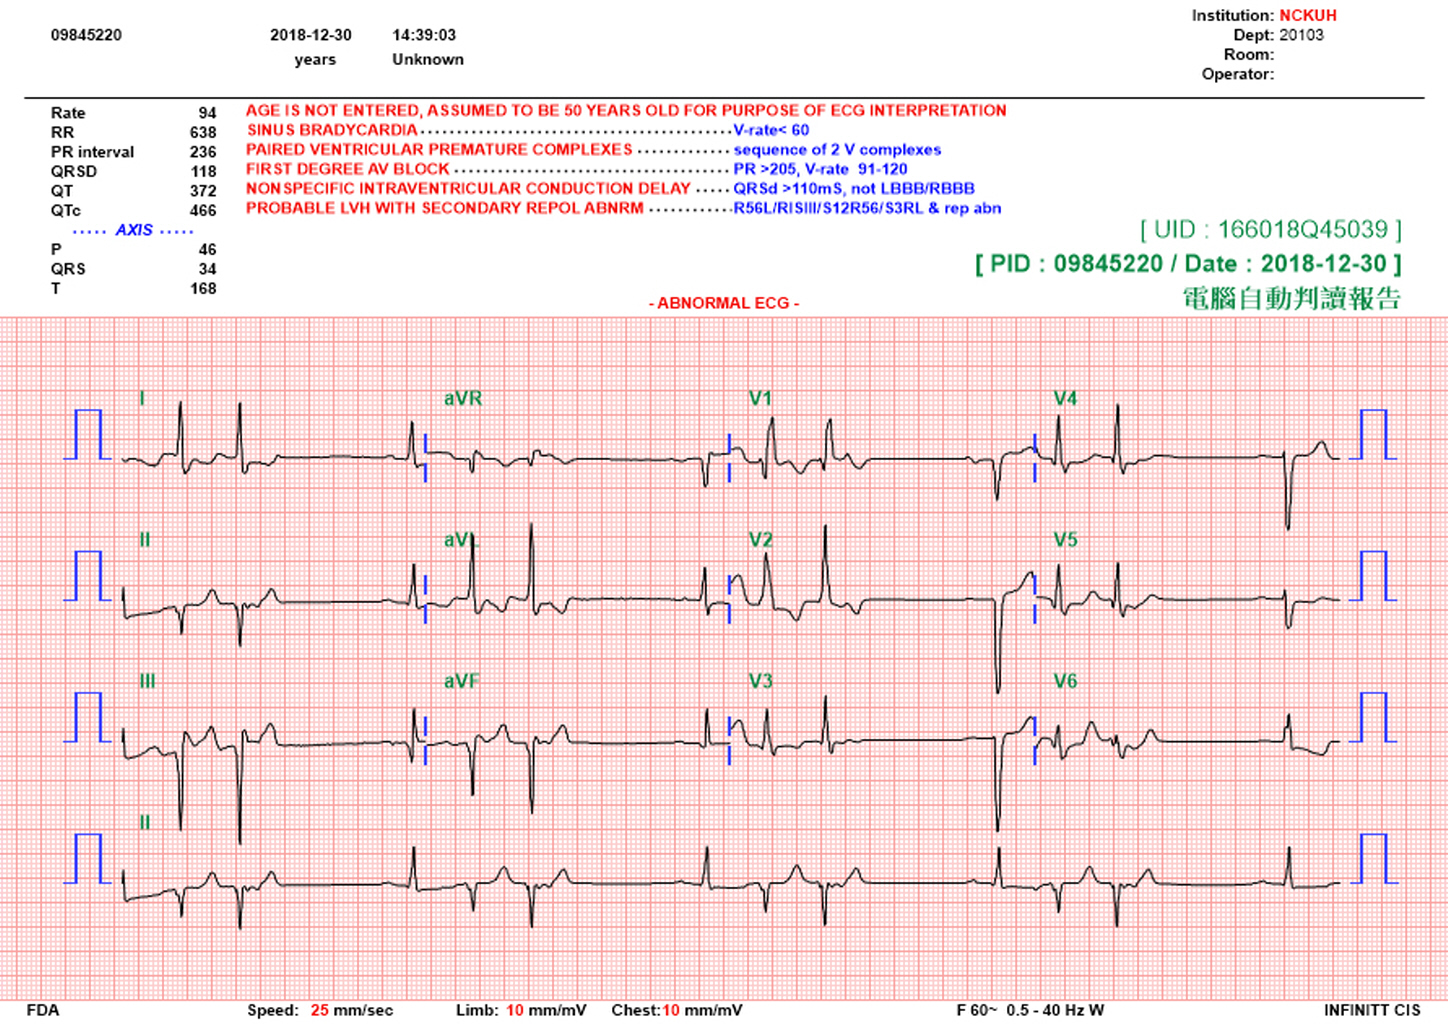 09845220 2018-12-30 14:39:03
years Unknown
Institution: NCKUH
Dept: 20103
Room:
Operator:
Rate 94
RR 638
PR interval 236
QRSD 118
QT 372
QTc 466
····· AXIS ·····
P 46
QRS 34
T 168
AGE IS NOT ENTERED, ASSUMED TO BE 50 YEARS OLD FOR PURPOSE OF ECG INTERPRETATION
SINUS BRADYCARDIA ······ V-rate< 60
PAIRED VENTRICULAR PREMATURE COMPLEXES ······ sequence of 2 V complexes
FIRST DEGREE AV BLOCK ······ PR >205, V-rate 91-120
NONSPECIFIC INTRAVENTRICULAR CONDUCTION DELAY ····· QRSd >110mS, not LBBB/RBBB
PROBABLE LVH WITH SECONDARY REPOL ABNRM ······ R56L/RISIII/S12R56/S3RL & rep abn
[ UID : 166018Q45039 ]
[ PID : 09845220 / Date : 2018-12-30 ]
電腦自動判讀報告
- ABNORMAL ECG -
I aVR V1 V4
II aVL V2 V5
III aVF V3 V6
II
FDA Speed: 25 mm/sec Limb: 10 mm/mV Chest:10 mm/mV F 60~ 0.5 - 40 Hz W INFINITT CIS